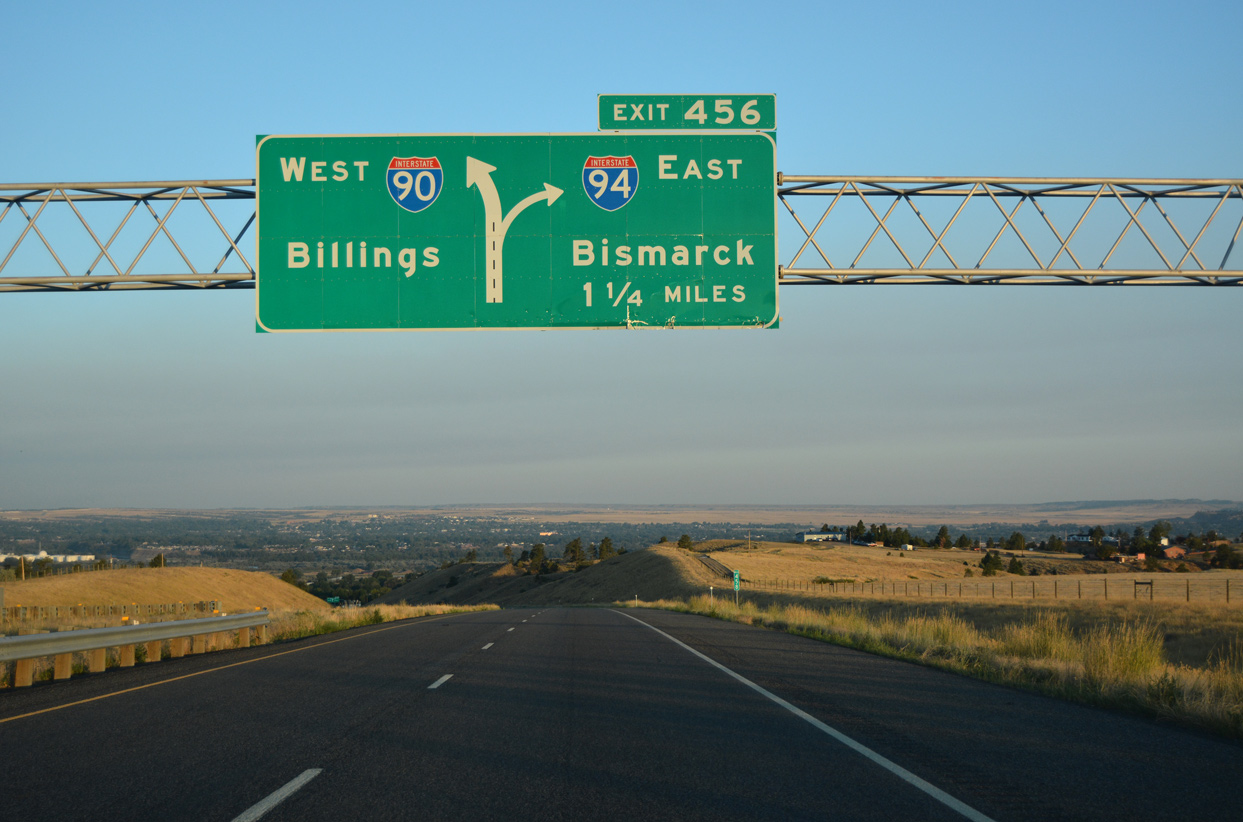 EXIT 456
WEST INTERSTATE 90
Billings
INTERSTATE 94 EAST
Bismarck
1 1/4 MILES